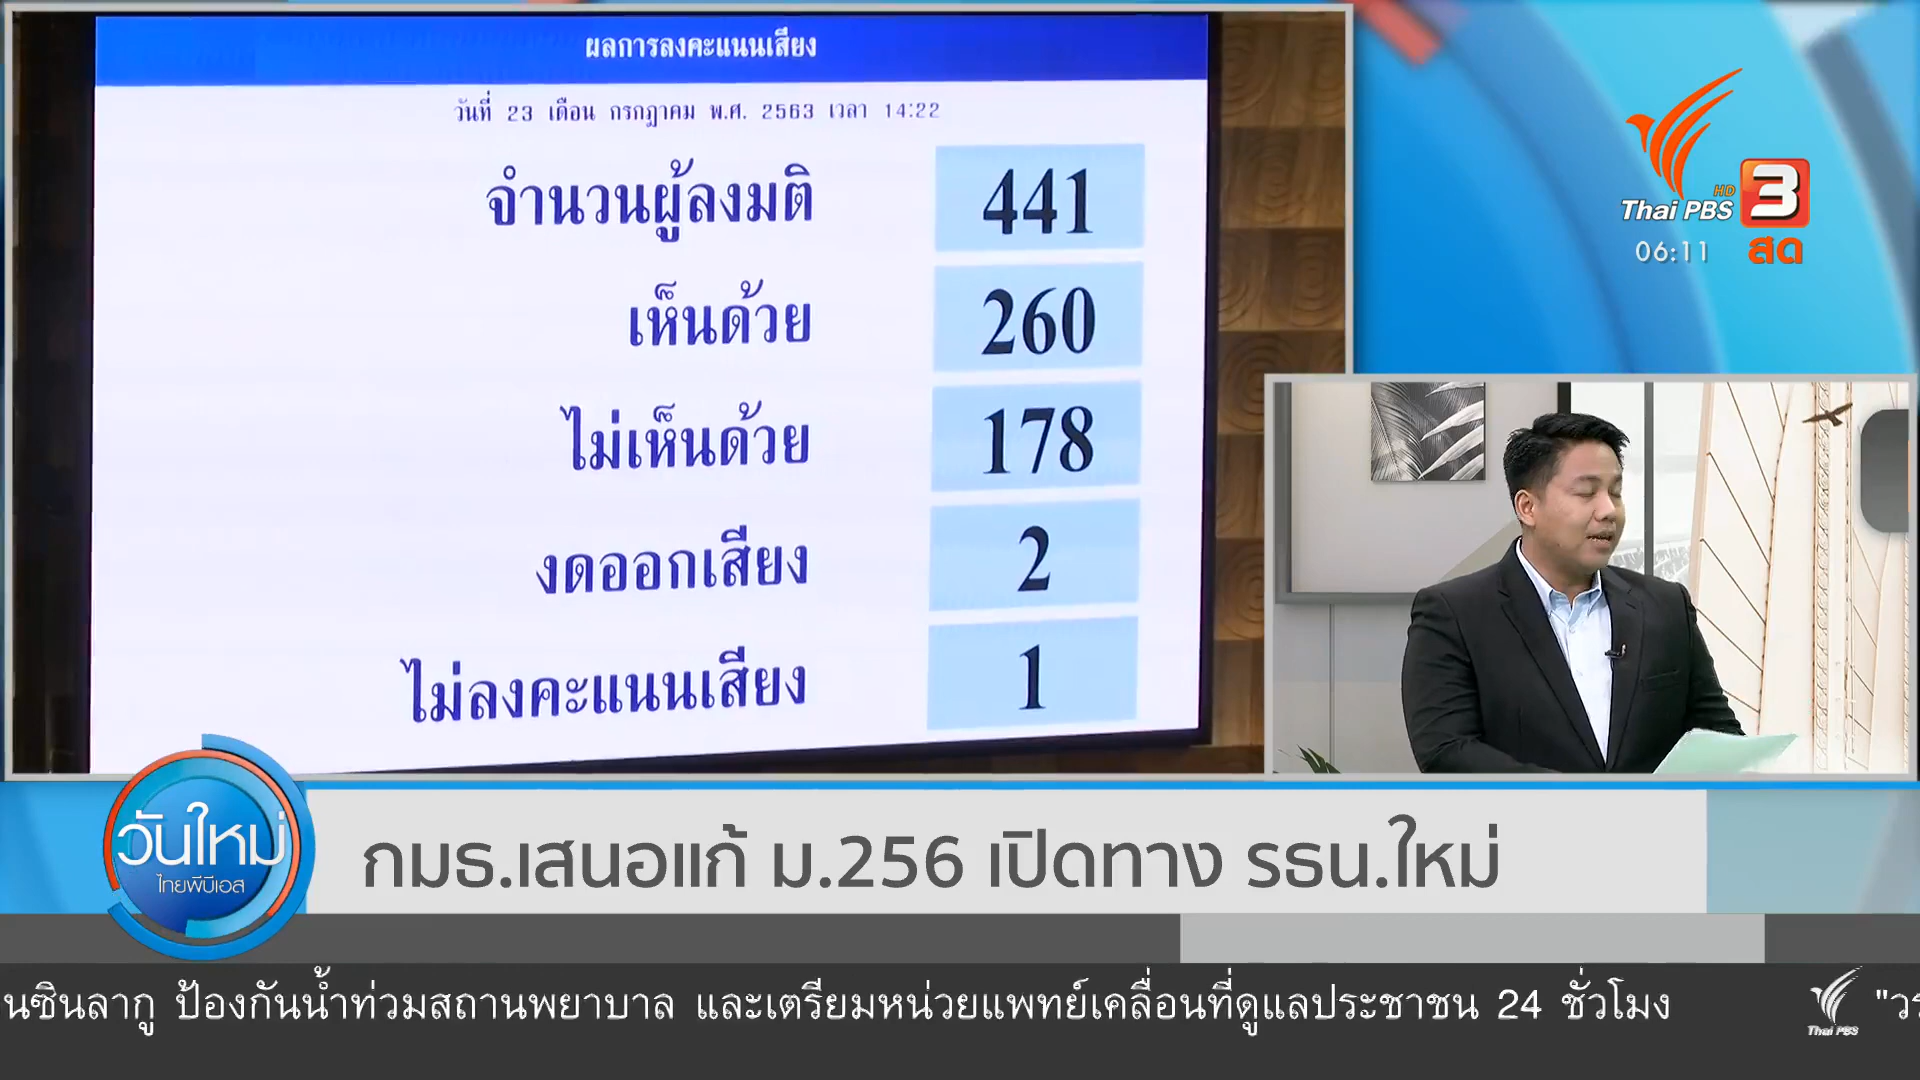 ผลการลงคะแนนเสียง
วันที่ 23 เดือน กรกฎาคม พ.ศ. 2563 เวลา 14:22
จำนวนผู้ลงมติ 441
เห็นด้วย 260
ไม่เห็นด้วย 178
งดออกเสียง 2
ไม่ลงคะแนนเสียง 1
HD
Thai PBS 3
06:11 สด
วันใหม่
ไทยพีบีเอส
กมธ.เสนอแก้ ม.256 เปิดทาง รธน.ใหม่
นซินลากู ป้องกันน้ำท่วมสถานพยาบาล และเตรียมหน่วยแพทย์เคลื่อนที่ดูแลประชาชน 24 ชั่วโมง
Thai PBS